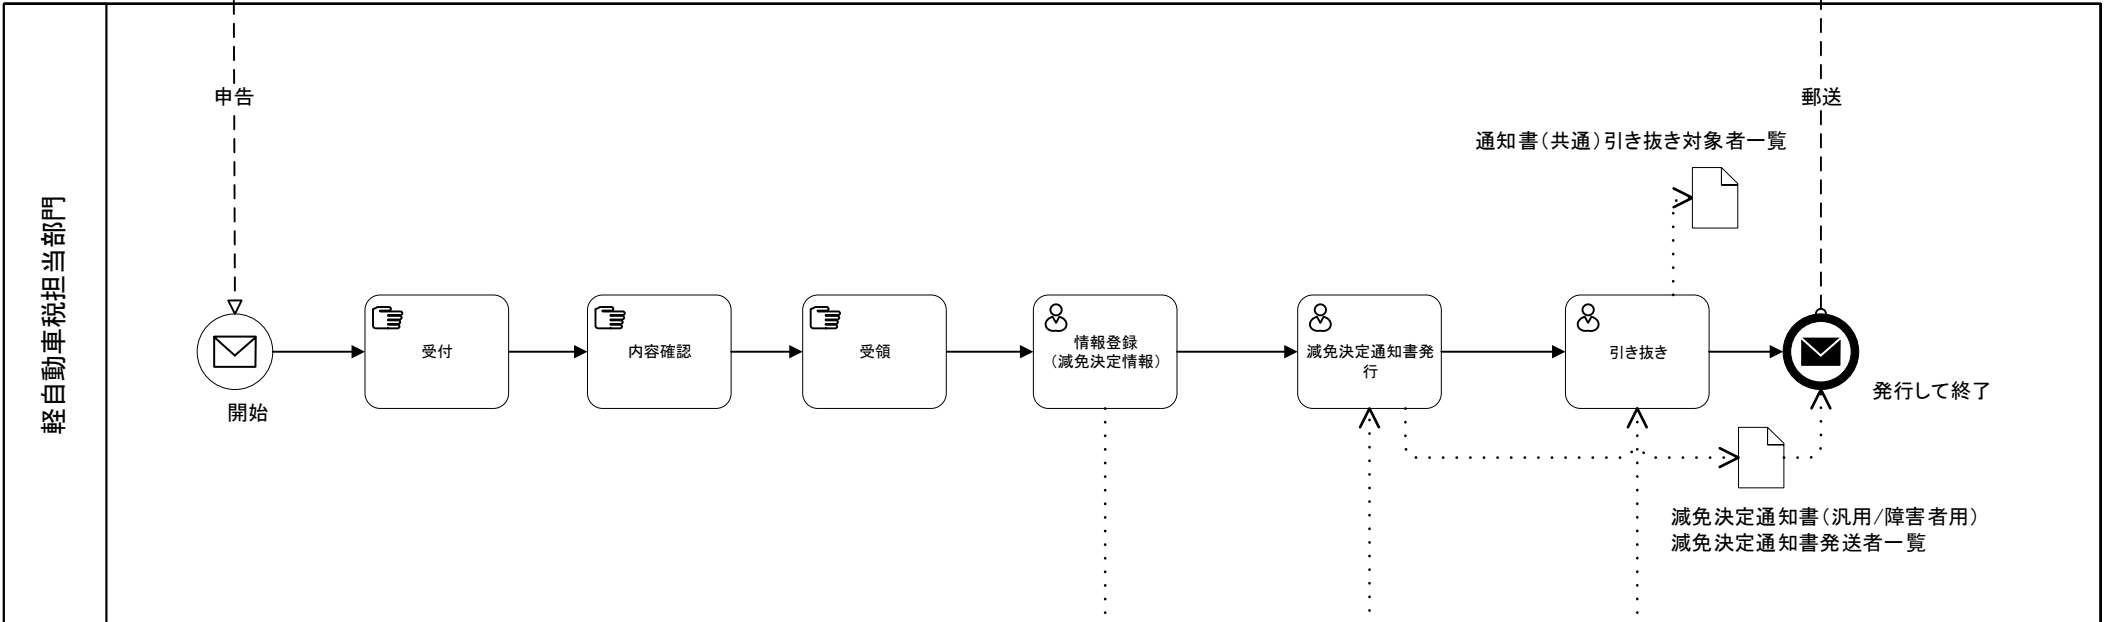 軽自動車税担当部門
申告
郵送
通知書(共通)引き抜き対象者一覧
開始
受付
内容確認
受領
情報登録
(減免決定情報)
減免決定通知書発
行
引き抜き
発行して終了
減免決定通知書(汎用/障害者用)
減免決定通知書発送者一覧